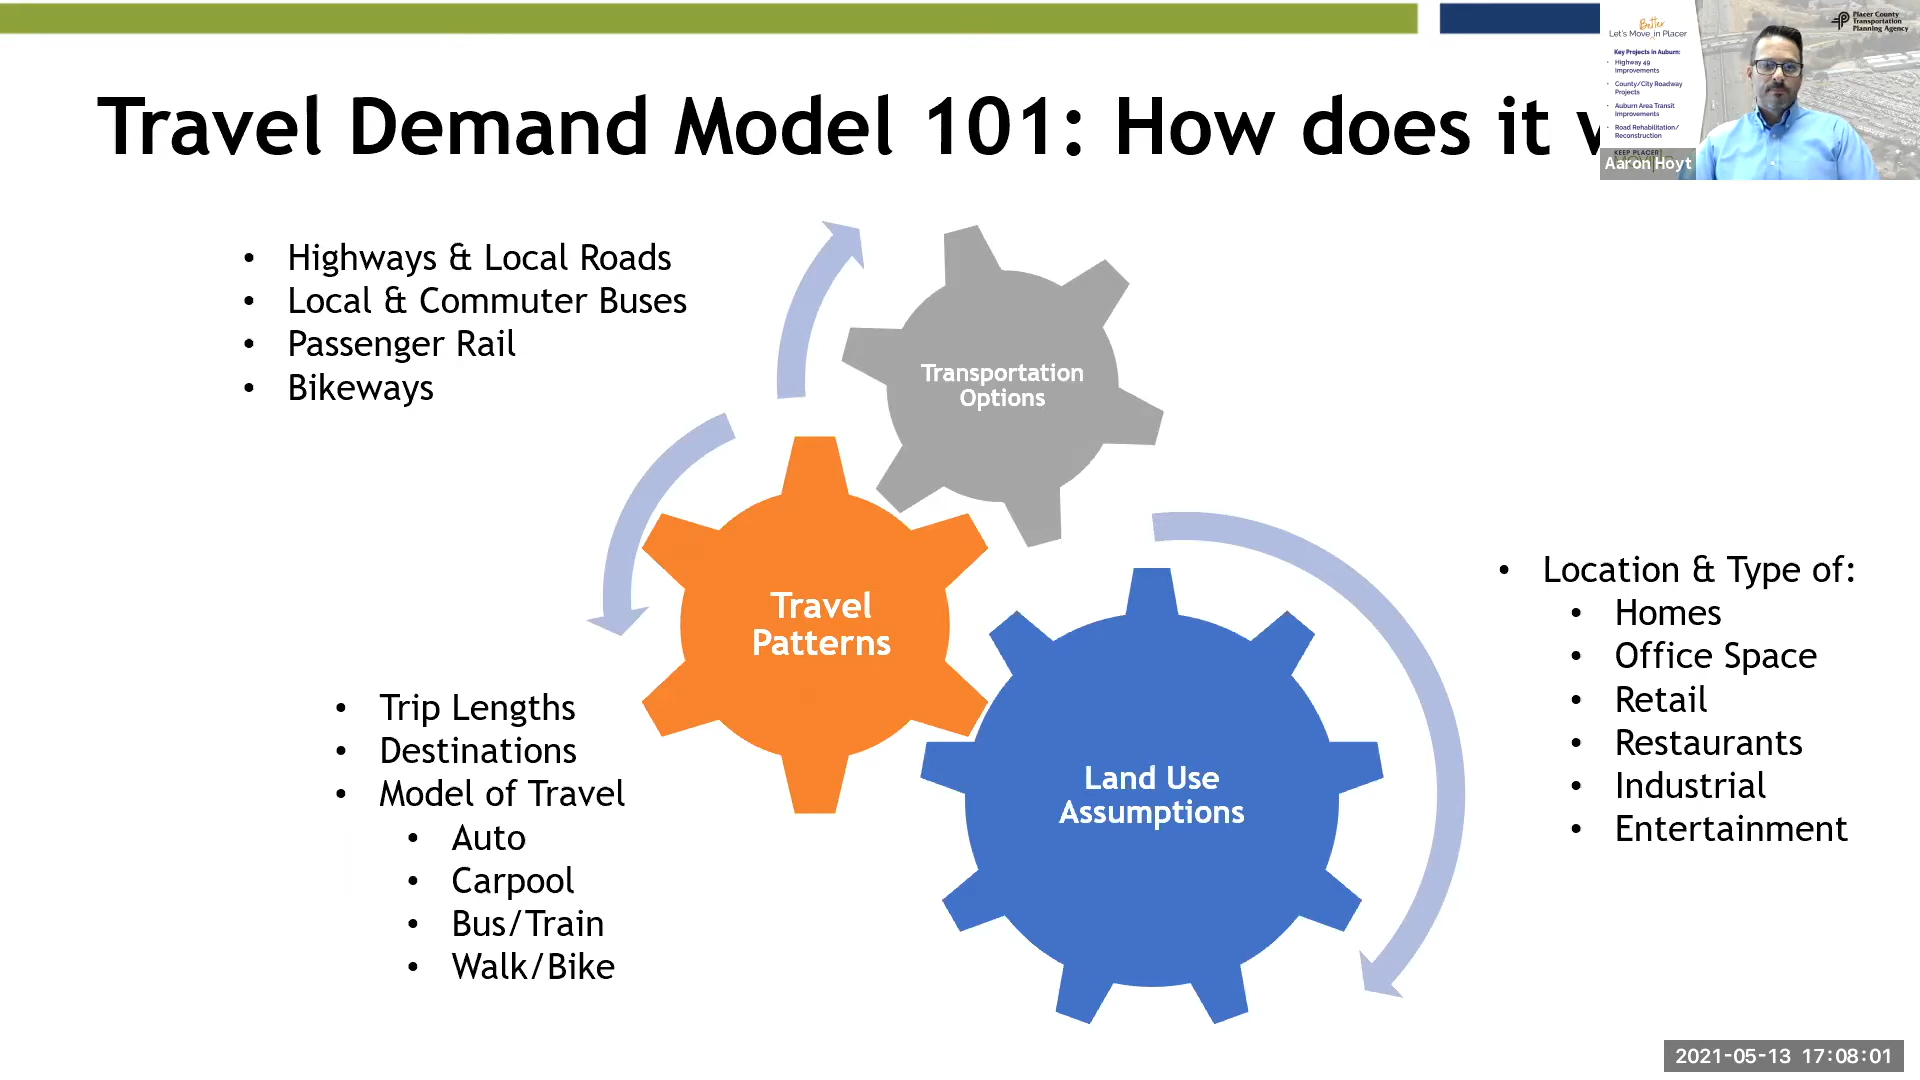 Travel Demand Model 101: How does it
Better
Let's Move in Placer
Key Projects in Auburn:
• Highway 49
Improvements
• County/City Roadway
Projects
• Auburn Area Transit
Improvements
• Road Rehabilitation/
Reconstruction
KEEP PLACER
Aaron Hoyt
Placer County
Transportation
Planning Agency
• Highways & Local Roads
• Local & Commuter Buses
• Passenger Rail
• Bikeways
Transportation
Options
Travel
Patterns
• Trip Lengths
• Destinations
• Model of Travel
• Auto
• Carpool
• Bus/Train
• Walk/Bike
Land Use
Assumptions
• Location & Type of:
• Homes
• Office Space
• Retail
• Restaurants
• Industrial
• Entertainment
2021-05-13 17:08:01